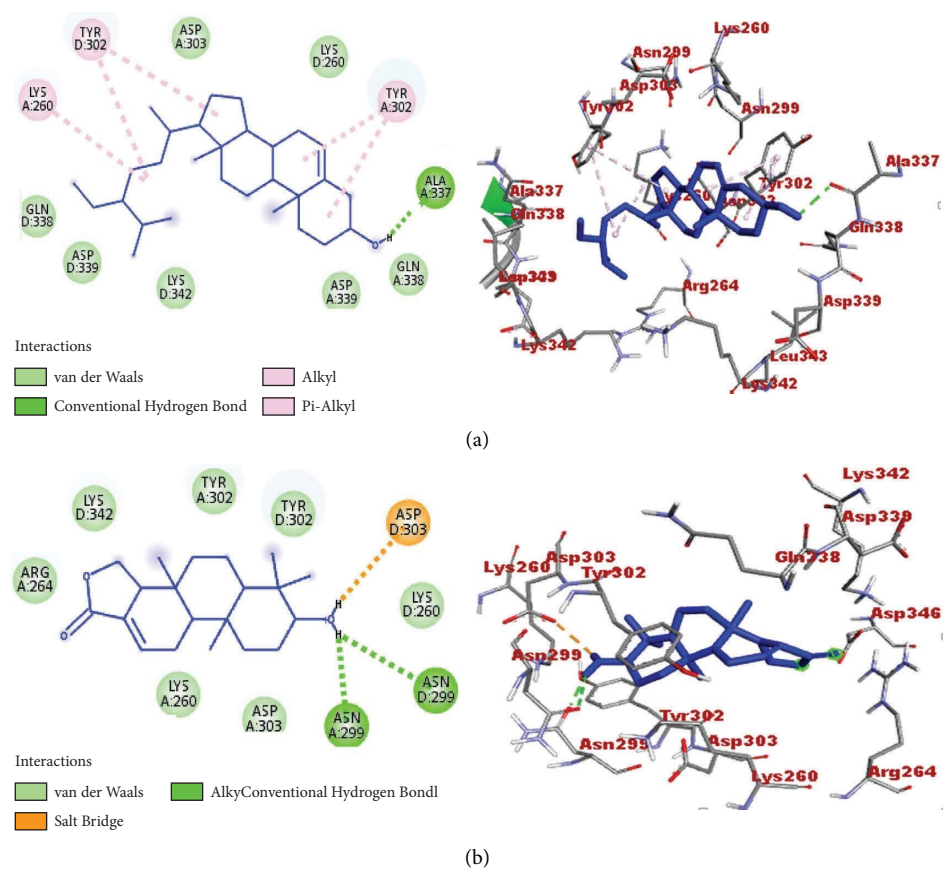 TYR
D:302
ASP
A:303
LYS
D:260
LYS
A:260
TYR
A:302
ALA
A:337
GLN
D:338
ASP
D:339
LYS
D:342
ASP
A:339
GLN
A:338
O
H
Interactions
van der Waals
Alkyl
Conventional Hydrogen Bond
Pi-Alkyl
Lys260
Asn299
Asp303
Asn299
Ala337
Ala337
Tyr302
Gln338
Gln338
Arg264
Asp339
Lys342
Leu343
Lys342
(a)
LYS
D:342
TYR
A:302
TYR
D:302
ASP
D:303
ARG
A:264
LYS
D:260
O
O
H
O
H
LYS
A:260
ASP
A:303
ASN
A:299
ASN
D:299
Interactions
van der Waals
AlkyConventional Hydrogen Bondl
Salt Bridge
Lys342
Asp339
Gln338
Asp303
Lys260
Tyr302
Asp346
Asn299
Tyr302
Asn299
Asp303
Lys260
Arg264
(b)